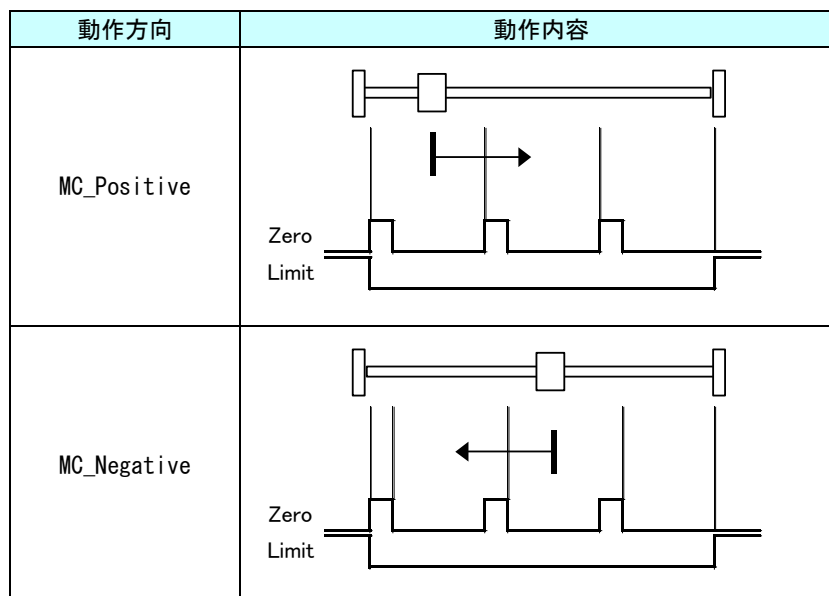 動作方向
動作内容
MC_Positive
Zero
Limit
MC_Negative
Zero
Limit